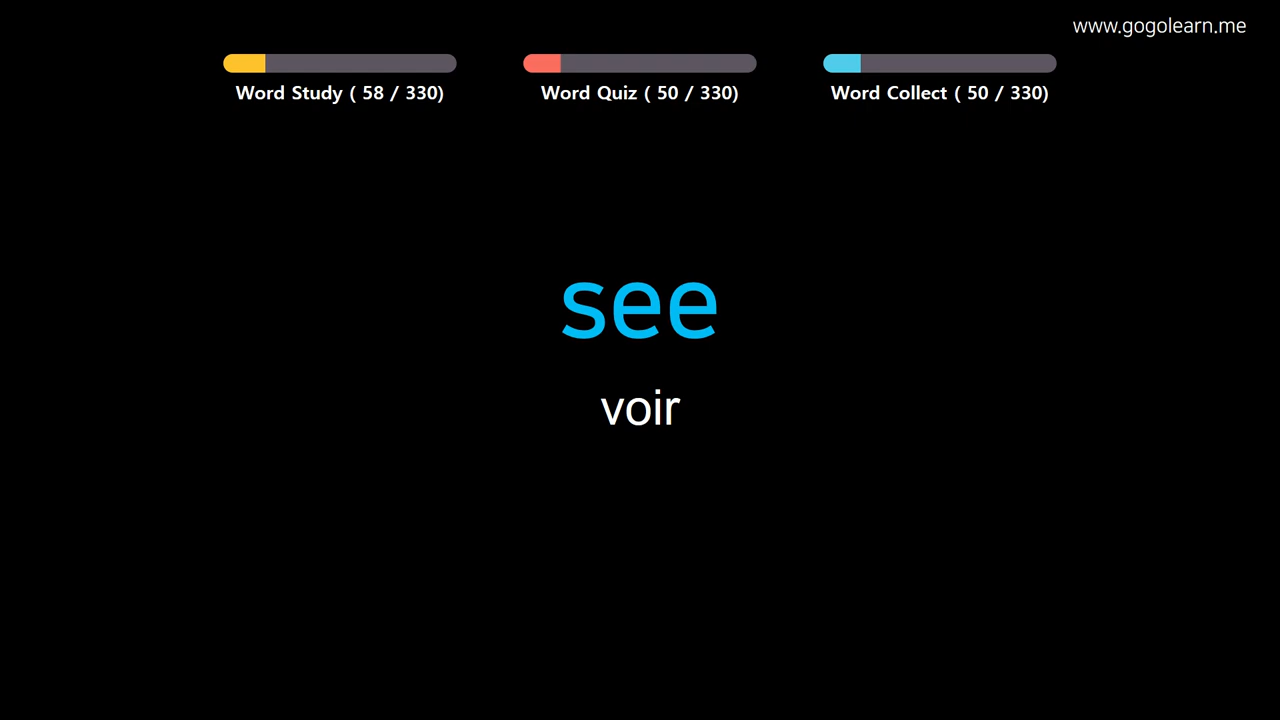 www.gogolearn.me
Word Study ( 58 / 330)
Word Quiz ( 50 / 330)
Word Collect ( 50 / 330)
see
voir